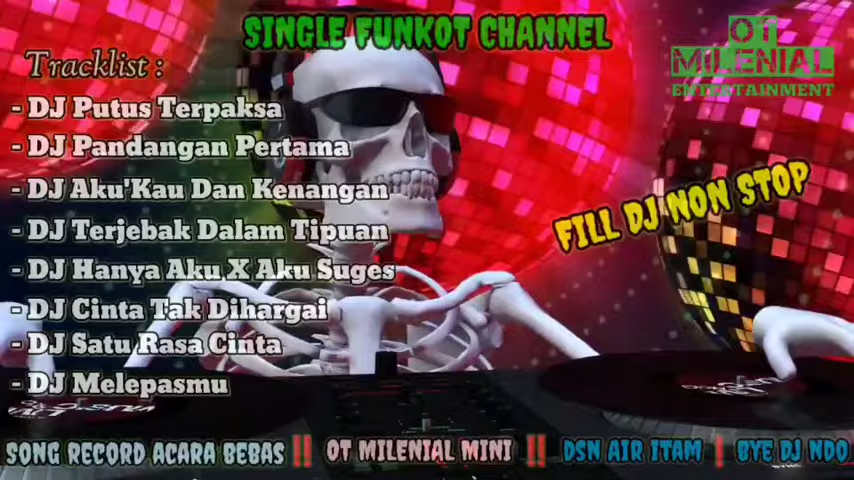 SINGLE FUNKOT CHANNEL
OT
MILENIAL
ENTERTAINMENT
Tracklist :
- DJ Putus Terpaksa
- DJ Pandangan Pertama
- DJ Aku'Kau Dan Kenangan
- DJ Terjebak Dalam Tipuan
- DJ Hanya Aku X Aku Suges
- DJ Cinta Tak Dihargai
- DJ Satu Rasa Cinta
- DJ Melepasmu
FILL DJ NON STOP
SONG RECORD ACARA BEBAS‼️ OT MILENIAL MINI ‼️ DSN AIR ITAM ❗ BYE DJ NDO